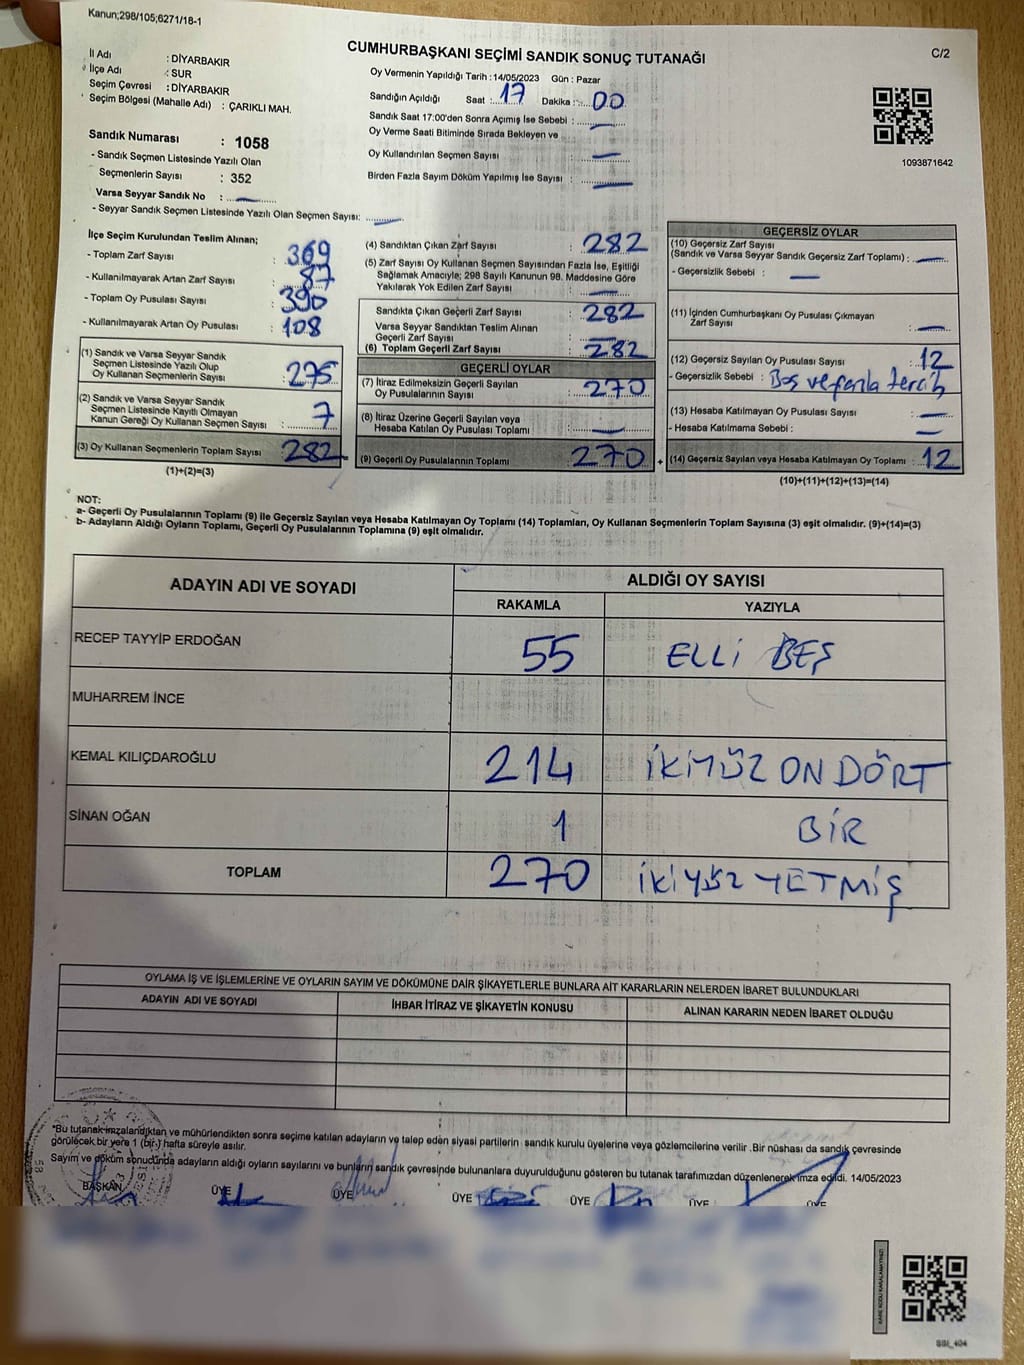 Kanun;298/105;6271/18-1
C/2
CUMHURBAŞKANI SEÇİMİ SANDIK SONUÇ TUTANAĞI
İl Adı : DİYARBAKIR
İlçe Adı : SUR
Seçim Çevresi : DİYARBAKIR
Seçim Bölgesi (Mahalle Adı) : ÇARIKLI MAH.
Sandık Numarası : 1058
- Sandık Seçmen Listesinde Yazılı Olan
Seçmenlerin Sayısı : 352
Varsa Seyyar Sandık No : —
- Seyyar Sandık Seçmen Listesinde Yazılı Olan Seçmen Sayısı: —
Oy Vermenin Yapıldığı Tarih : 14/05/2023 Gün : Pazar
Sandığın Açıldığı Saat : 17 Dakika : 00
Sandık Saat 17:00'den Sonra Açımış İse Sebebi : —
Oy Verme Saati Bitiminde Sırada Bekleyen ve
Oy Kullandırılan Seçmen Sayısı : —
Birden Fazla Sayım Döküm Yapılmış İse Sayısı : —
1093871642
İlçe Seçim Kurulundan Teslim Alınan;
- Toplam Zarf Sayısı : 369
- Kullanılmayarak Artan Zarf Sayısı : 87
- Toplam Oy Pusulası Sayısı : 390
- Kullanılmayarak Artan Oy Pusulası : 108
(1) Sandık ve Varsa Seyyar Sandık
Seçmen Listesinde Yazılı Olup
Oy Kullanan Seçmenlerin Sayısı : 275
(2) Sandık ve Varsa Seyyar Sandık
Seçmen Listesinde Kayıtlı Olmayan
Kanun Gereği Oy Kullanan Seçmen Sayısı : 7
(3) Oy Kullanan Seçmenlerin Toplam Sayısı : 282
(1)+(2)=(3)
(4) Sandıktan Çıkan Zarf Sayısı : 282
(5) Zarf Sayısı Oy Kullanan Seçmen Sayısından Fazla İse, Eşitliği
Sağlamak Amacıyle; 298 Sayılı Kanunun 98. Maddesine Göre
Yakılarak Yok Edilen Zarf Sayısı : —
Sandıkta Çıkan Geçerli Zarf Sayısı : 282
Varsa Seyyar Sandıktan Teslim Alınan
Geçerli Zarf Sayısı : —
(6) Toplam Geçerli Zarf Sayısı : 282
GEÇERLİ OYLAR
(7) İtiraz Edilmeksizin Geçerli Sayılan
Oy Pusulalarının Sayısı : 270
(8) İtiraz Üzerine Geçerli Sayılan veya
Hesaba Katılan Oy Pusulası Toplamı : —
(9) Geçerli Oy Pusulalarının Toplamı : 270
GEÇERSİZ OYLAR
(10) Geçersiz Zarf Sayısı
(Sandık ve Varsa Seyyar Sandık Geçersiz Zarf Toplamı) : —
- Geçersizlik Sebebi : —
(11) İçinden Cumhurbaşkanı Oy Pusulası Çıkmayan
Zarf Sayısı : —
(12) Geçersiz Sayılan Oy Pusulası Sayısı : 12
- Geçersizlik Sebebi : Boş ve fazla tercih
(13) Hesaba Katılmayan Oy Pusulası Sayısı : —
- Hesaba Katılmama Sebebi : —
+ (14) Geçersiz Sayılan veya Hesaba Katılmayan Oy Toplamı : 12
(10)+(11)+(12)+(13)=(14)
NOT:
a- Geçerli Oy Pusulalarının Toplamı (9) ile Geçersiz Sayılan veya Hesaba Katılmayan Oy Toplamı (14) Toplamları, Oy Kullanan Seçmenlerin Toplam Sayısına (3) eşit olmalıdır. (9)+(14)=(3)
b- Adayların Aldığı Oyların Toplamı, Geçerli Oy Pusulalarının Toplamına (9) eşit olmalıdır.
ADAYIN ADI VE SOYADI ALDIĞI OY SAYISI
RAKAMLA YAZIYLA
RECEP TAYYİP ERDOĞAN 55 ELLİ BEŞ
MUHARREM İNCE
KEMAL KILIÇDAROĞLU 214 İKİYÜZ ON DÖRT
SİNAN OĞAN 1 BİR
TOPLAM 270 İKİYÜZ YETMİŞ
OYLAMA İŞ VE İŞLEMLERİNE VE OYLARIN SAYIM VE DÖKÜMÜNE DAİR ŞİKAYETLERLE BUNLARA AİT KARARLARIN NELERDEN İBARET BULUNDUKLARI
ADAYIN ADI VE SOYADI İHBAR İTİRAZ VE ŞİKAYETİN KONUSU ALINAN KARARIN NEDEN İBARET OLDUĞU
"Bu tutanak imzalandıktan ve mühürlendikten sonra seçime katılan adayların ve talep eden siyasi partilerin sandık kurulu üyelerine veya gözlemcilerine verilir. Bir nüshası da sandık çevresinde
görülecek bir yere 1 (bir) hafta süreyle asılır.
Sayım ve döküm sonucunda adayların aldığı oyların sayılarını ve bunların sandık çevresinde bulunanlara duyurulduğunu gösteren bu tutanak tarafımızdan düzenlenerek imza edildi. 14/05/2023
BAŞKAN ÜYE ÜYE ÜYE ÜYE ÜYE ÜYE
KARE KODU KARALAMAYINIZ!
SSI_404